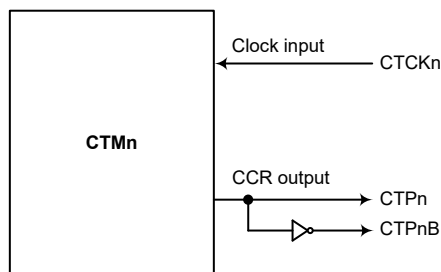 Clock input
CTCKn
CTMn
CCR output
CTPn
CTPnB